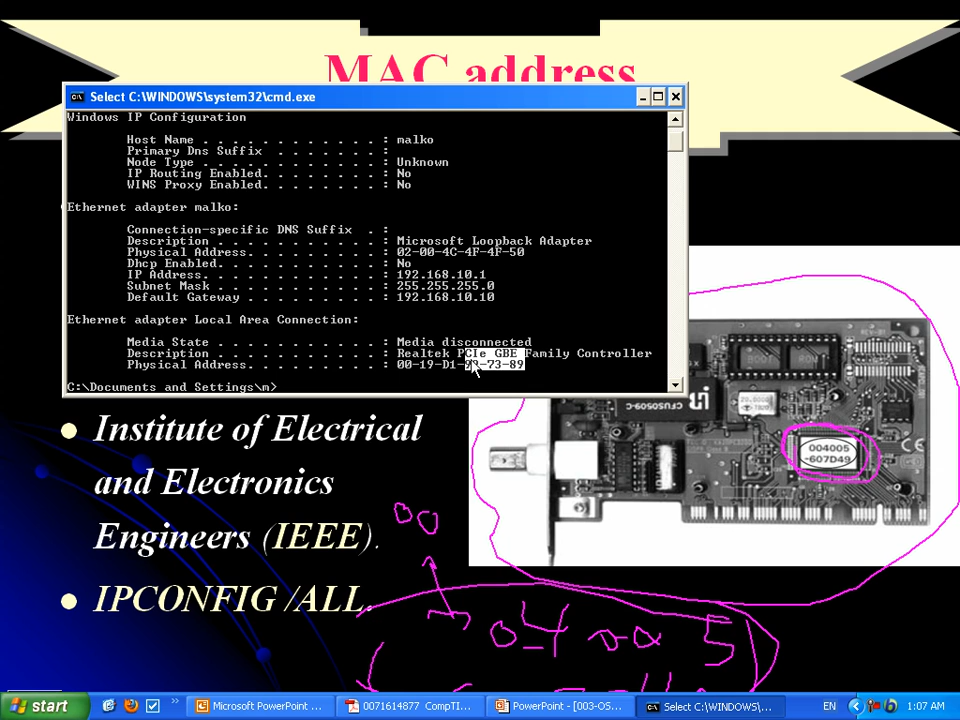 MAC address
Select C:\WINDOWS\system32\cmd.exe
Windows IP Configuration
Host Name . . . . . . . . . . . . : malko
Primary Dns Suffix . . . . . . . :
Node Type . . . . . . . . . . . . : Unknown
IP Routing Enabled. . . . . . . . : No
WINS Proxy Enabled. . . . . . . . : No
Ethernet adapter malko:
Connection-specific DNS Suffix . :
Description . . . . . . . . . . . : Microsoft Loopback Adapter
Physical Address. . . . . . . . . : 02-00-4C-4F-4F-50
Dhcp Enabled. . . . . . . . . . . : No
IP Address. . . . . . . . . . . . : 192.168.10.1
Subnet Mask . . . . . . . . . . . : 255.255.255.0
Default Gateway . . . . . . . . . : 192.168.10.10
Ethernet adapter Local Area Connection:
Media State . . . . . . . . . . . : Media disconnected
Description . . . . . . . . . . . : Realtek PCIe GBE Family Controller
Physical Address. . . . . . . . . :
C:\Documents and Settings\m>
CFUS0509-C
004005
-607D49
Institute of Electrical
and Electronics
Engineers (IEEE).
IPCONFIG /ALL.
00
04 00 5
start
Microsoft PowerPoint ...
0071614877 CompTI...
PowerPoint - [003-OS...
Select C:\WINDOWS\...
EN
1:07 AM